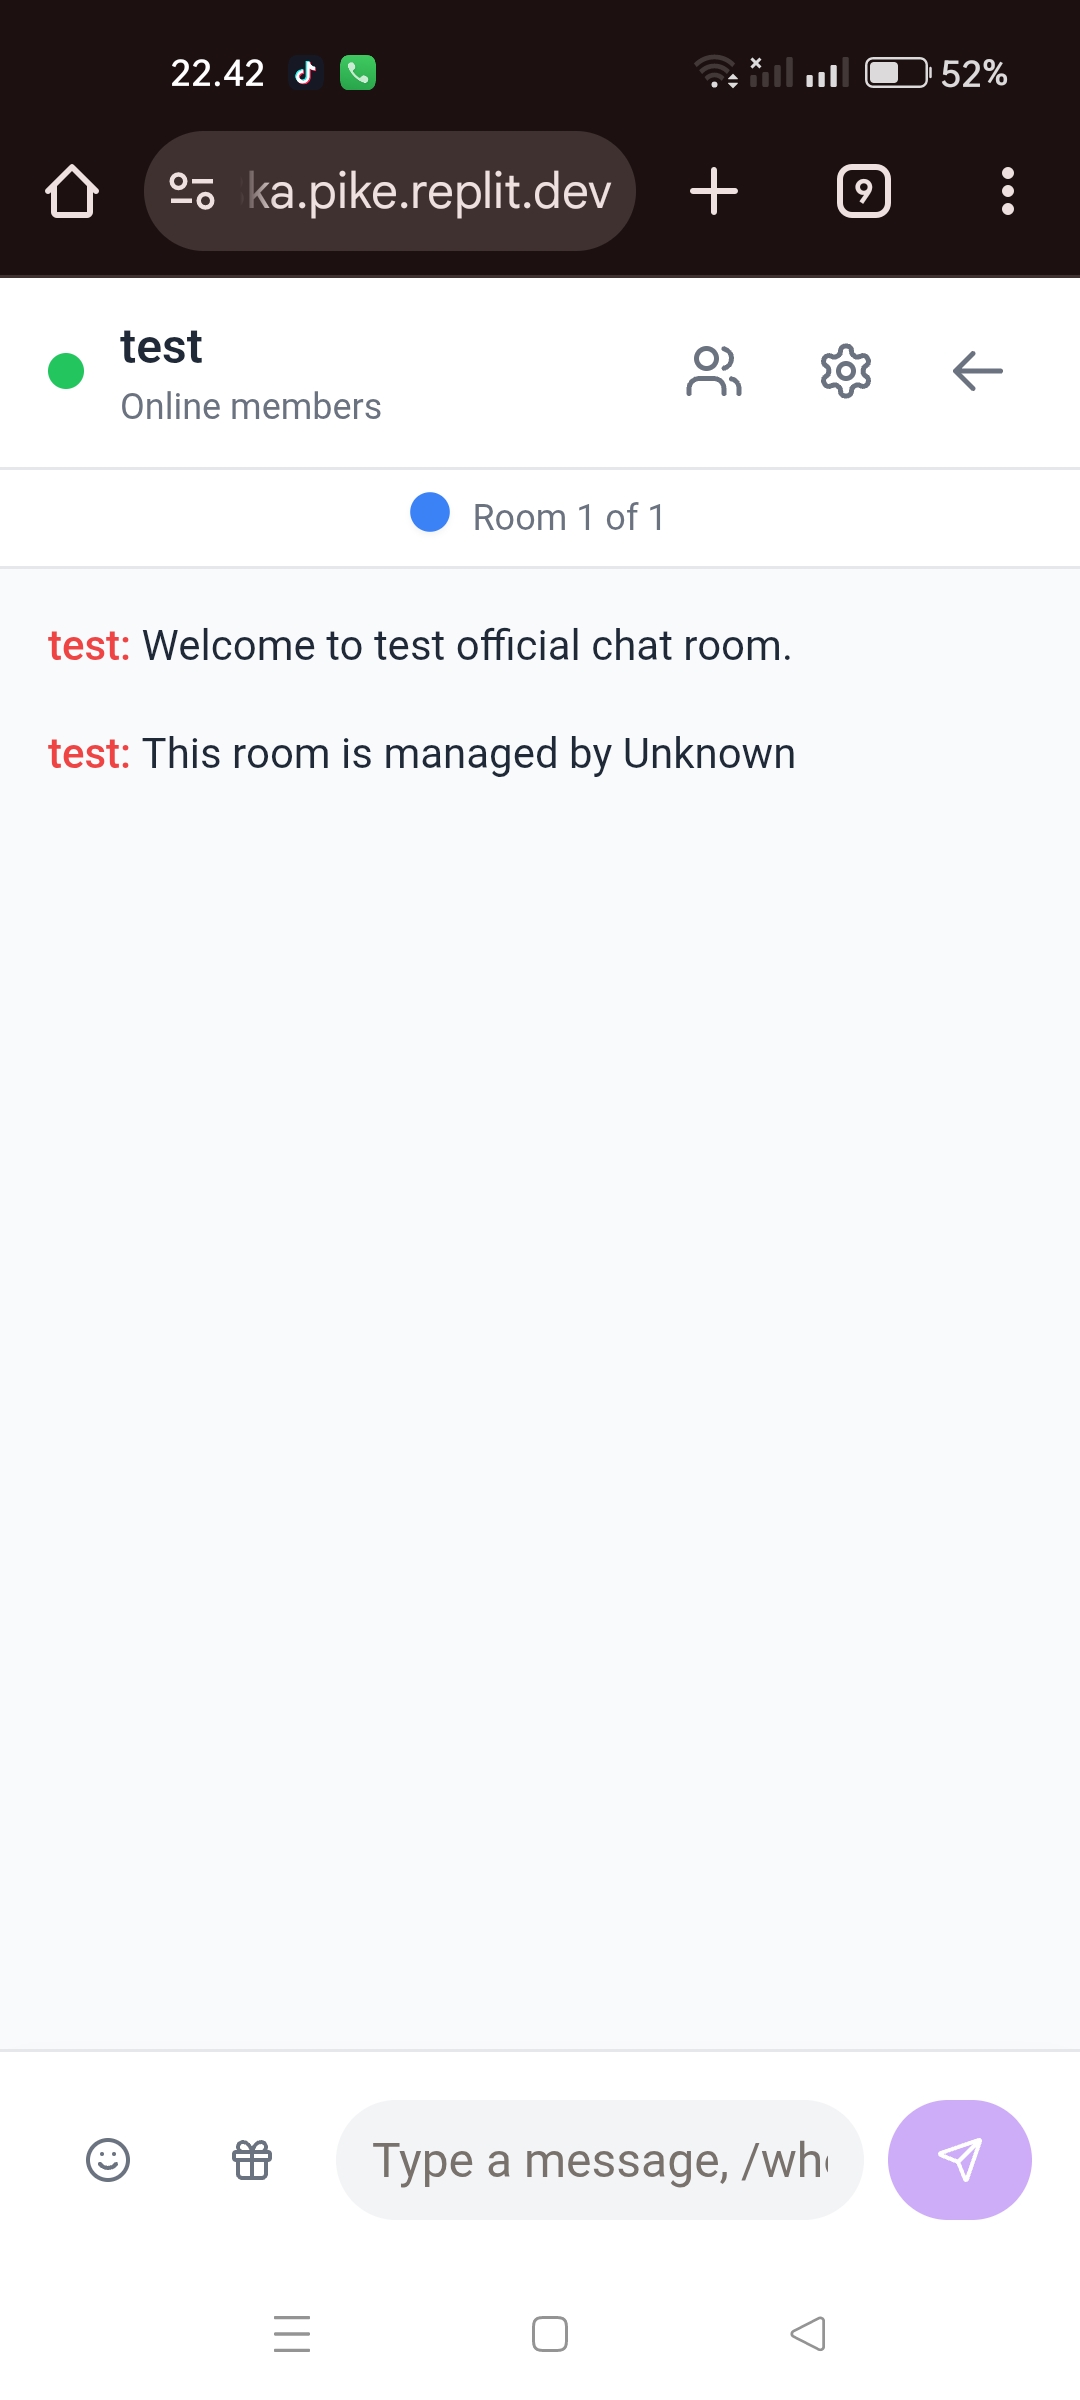 22.42
52%
ka.pike.replit.dev
9
test
Online members
Room 1 of 1
test: Welcome to test official chat room.
test: This room is managed by Unknown
Type a message, /wh